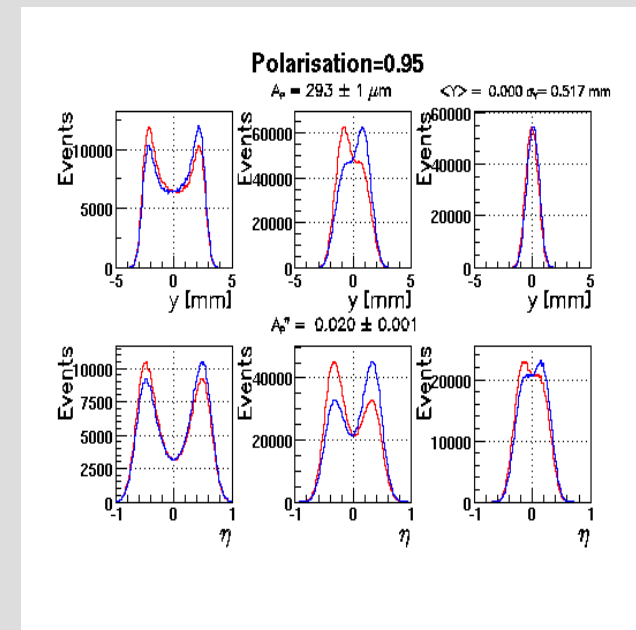 Polarisation=0.95
A_P = 293 ± 1 μm
<Y> = 0.000 σ_Y= 0.517 mm
Events
10000
5000
0
-5 0 5
y [mm]
Events
60000
40000
20000
0
-5 0 5
y [mm]
Events
60000
40000
20000
0
-5 0 5
y [mm]
A_P^η = 0.020 ± 0.001
Events
10000
7500
5000
2500
0
-1 0 1
η
Events
40000
20000
0
-1 0 1
η
Events
20000
10000
0
-1 0 1
η